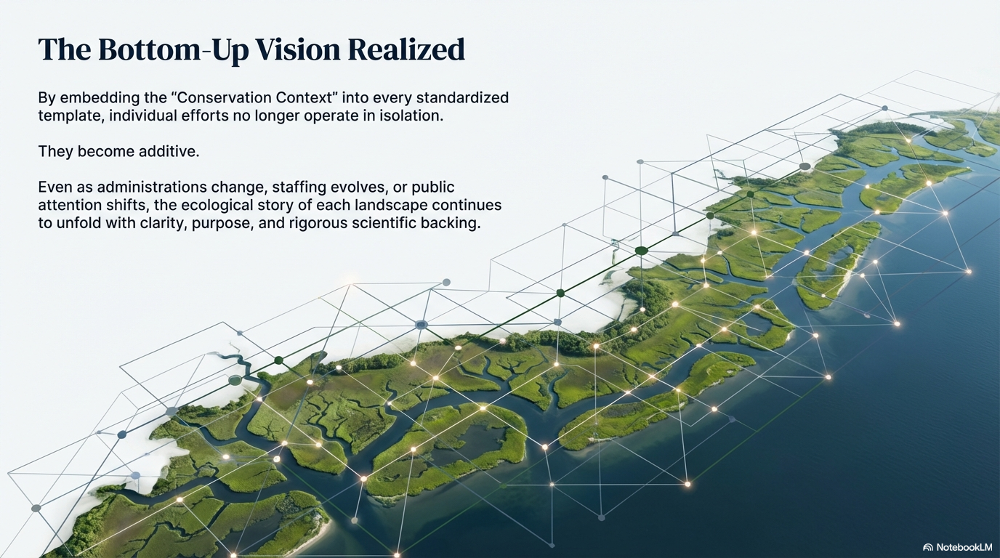 The Bottom-Up Vision Realized
By embedding the “Conservation Context” into every standardized
template, individual efforts no longer operate in isolation.
They become additive.
Even as administrations change, staffing evolves, or public
attention shifts, the ecological story of each landscape continues
to unfold with clarity, purpose, and rigorous scientific backing.
NotebookLM